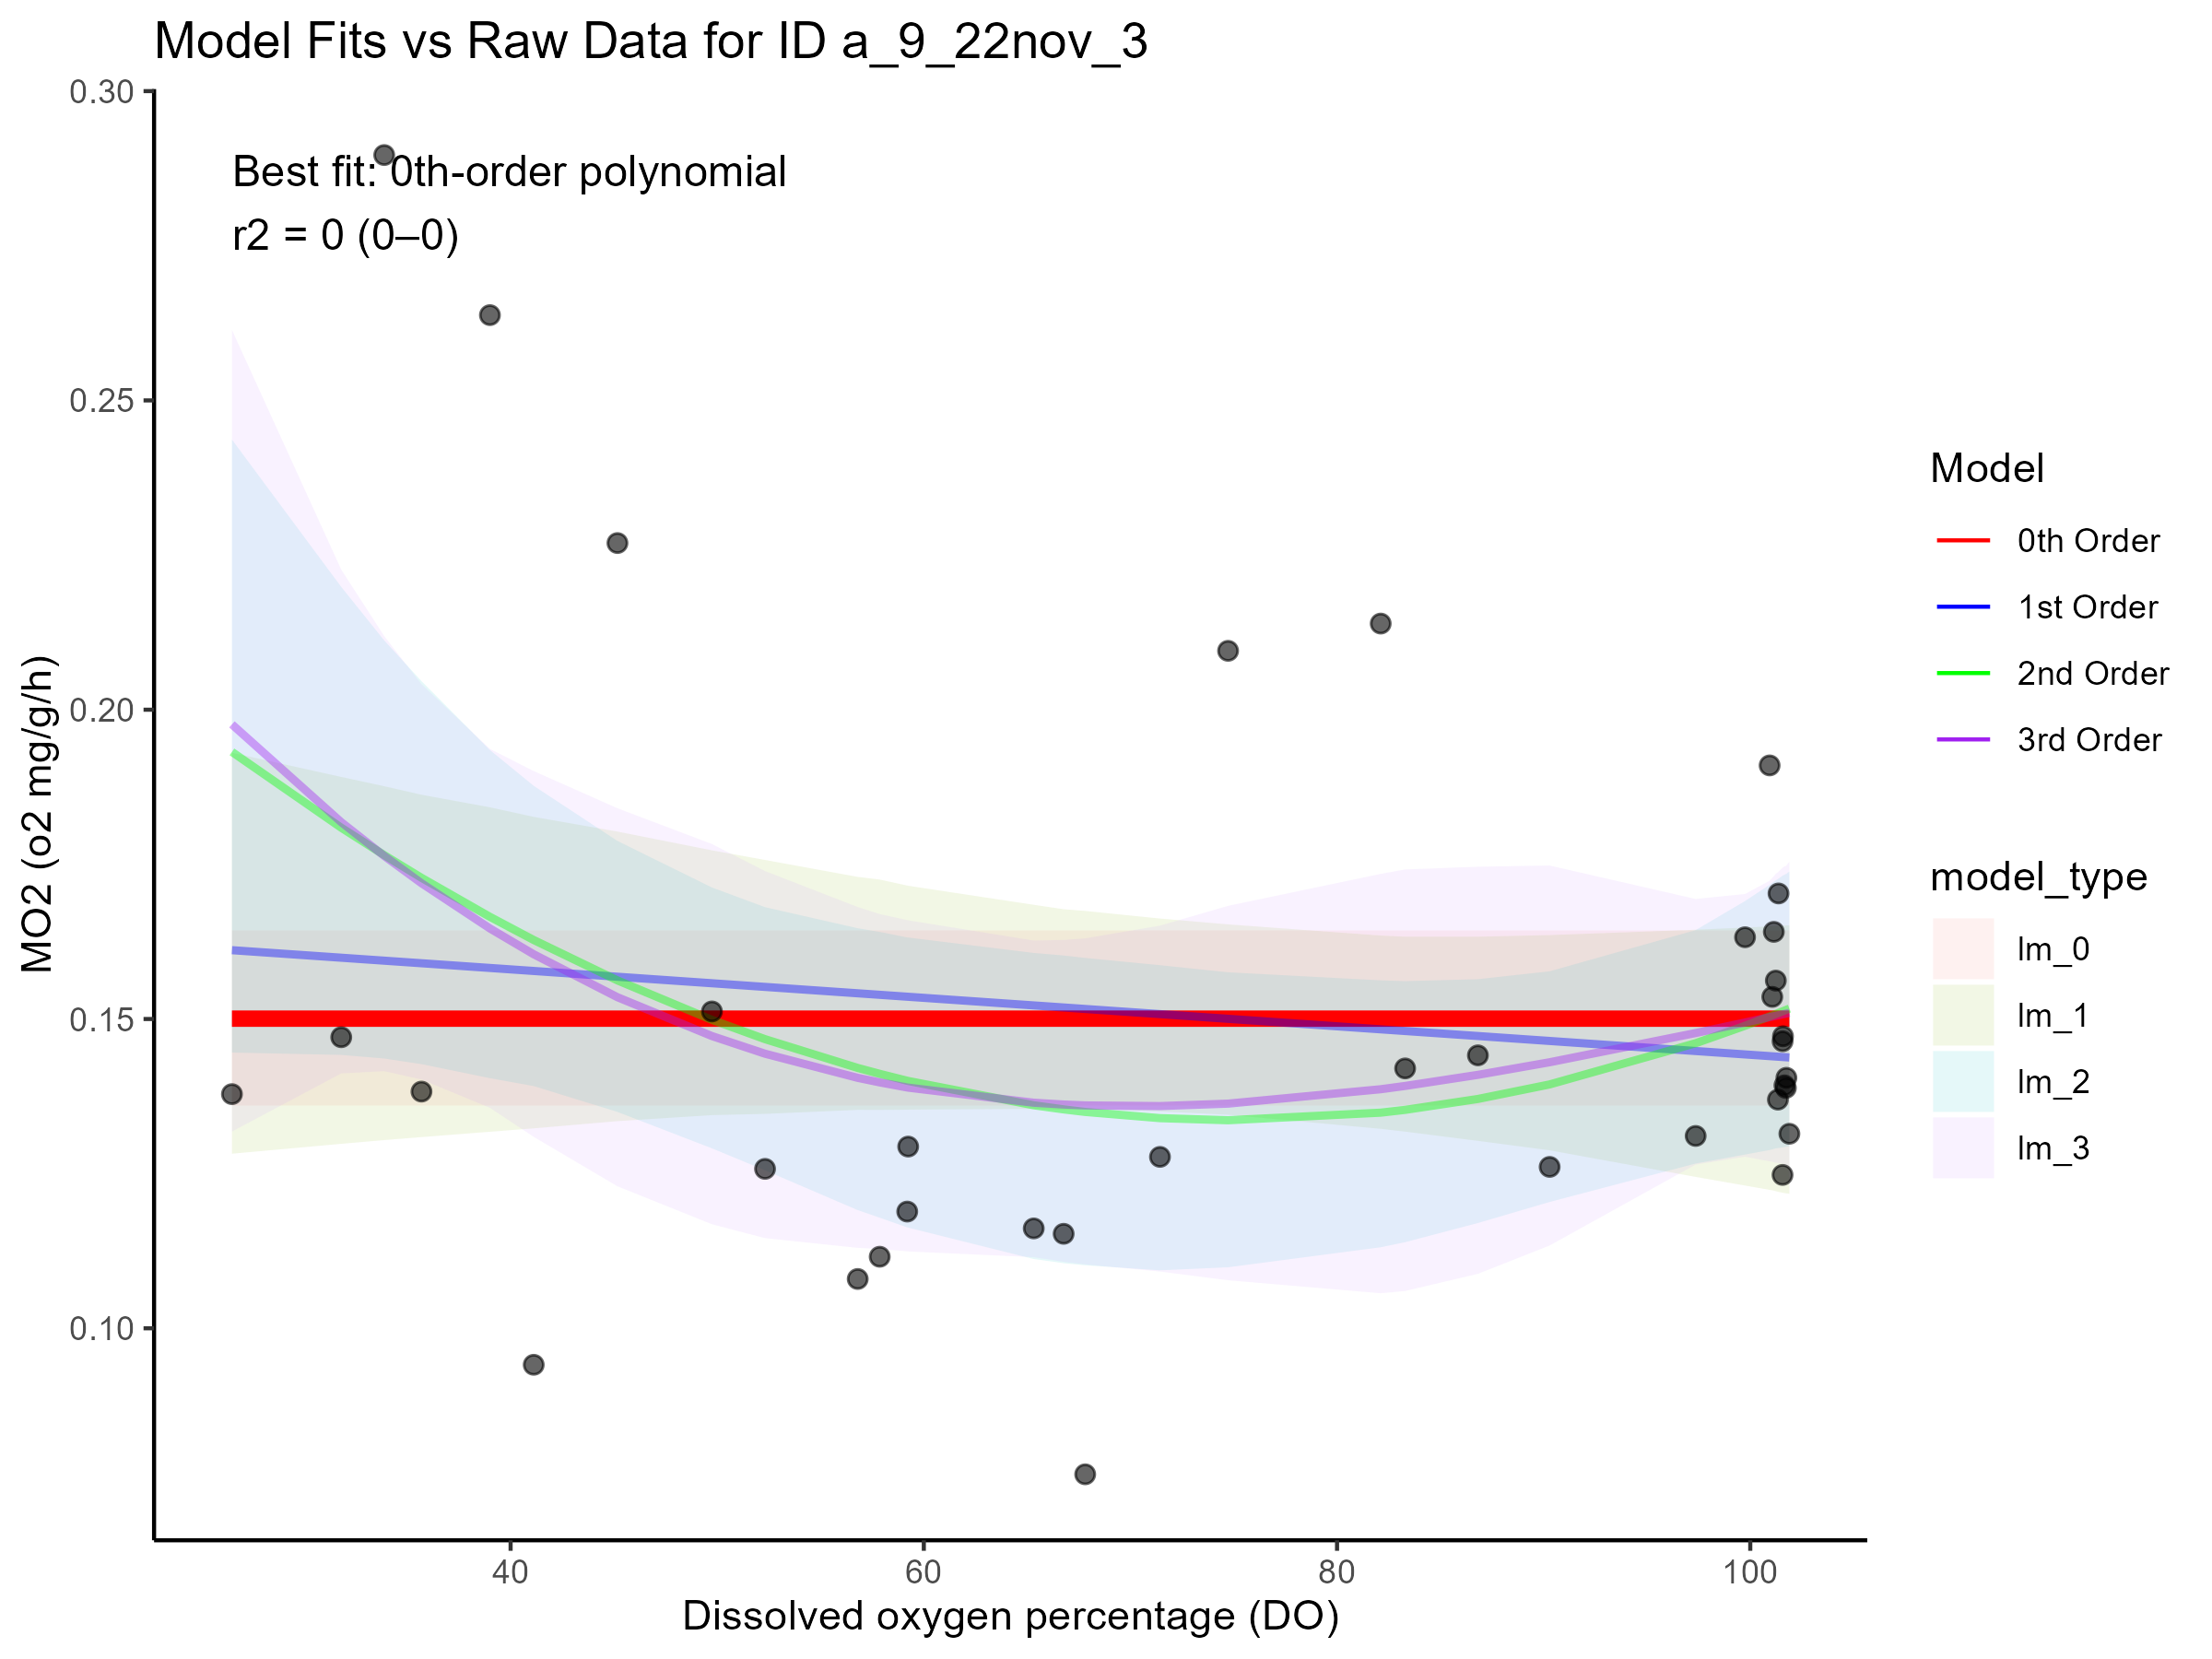 Model Fits vs Raw Data for ID a_9_22nov_3
Best fit: 0th-order polynomial
r2 = 0 (0–0)
0.30
0.25
0.20
0.15
0.10
MO2 (o2 mg/g/h)
40
60
80
100
Dissolved oxygen percentage (DO)
Model
0th Order
1st Order
2nd Order
3rd Order
model_type
lm_0
lm_1
lm_2
lm_3